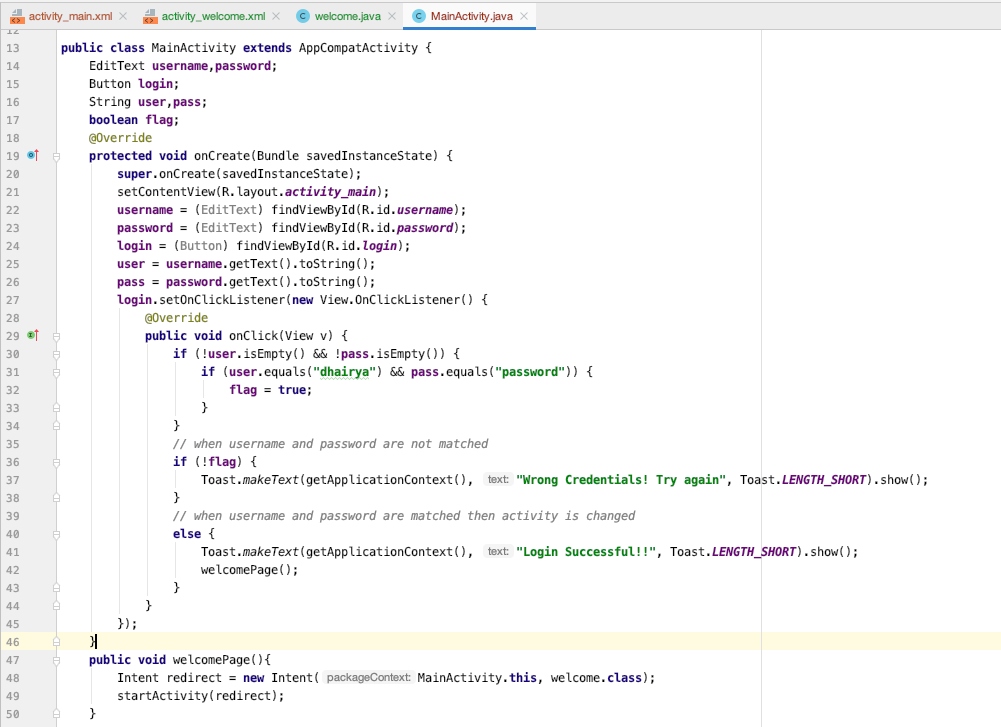 activity_main.xml activity_welcome.xml C welcome.java C MainActivity.java
12
13 public class MainActivity extends AppCompatActivity {
14 EditText username,password;
15 Button login;
16 String user,pass;
17 boolean flag;
18 @Override
19 protected void onCreate(Bundle savedInstanceState) {
20 super.onCreate(savedInstanceState);
21 setContentView(R.layout.activity_main);
22 username = (EditText) findViewById(R.id.username);
23 password = (EditText) findViewById(R.id.password);
24 login = (Button) findViewById(R.id.login);
25 user = username.getText().toString();
26 pass = password.getText().toString();
27 login.setOnClickListener(new View.OnClickListener() {
28 @Override
29 public void onClick(View v) {
30 if (!user.isEmpty() && !pass.isEmpty()) {
31 if (user.equals("dhairya") && pass.equals("password")) {
32 flag = true;
33 }
34 }
35 // when username and password are not matched
36 if (!flag) {
37 Toast.makeText(getApplicationContext(), text: "Wrong Credentials! Try again", Toast.LENGTH_SHORT).show();
38 }
39 // when username and password are matched then activity is changed
40 else {
41 Toast.makeText(getApplicationContext(), text: "Login Successful!!", Toast.LENGTH_SHORT).show();
42 welcomePage();
43 }
44 }
45 });
46 }
47 public void welcomePage(){
48 Intent redirect = new Intent( packageContext: MainActivity.this, welcome.class);
49 startActivity(redirect);
50 }